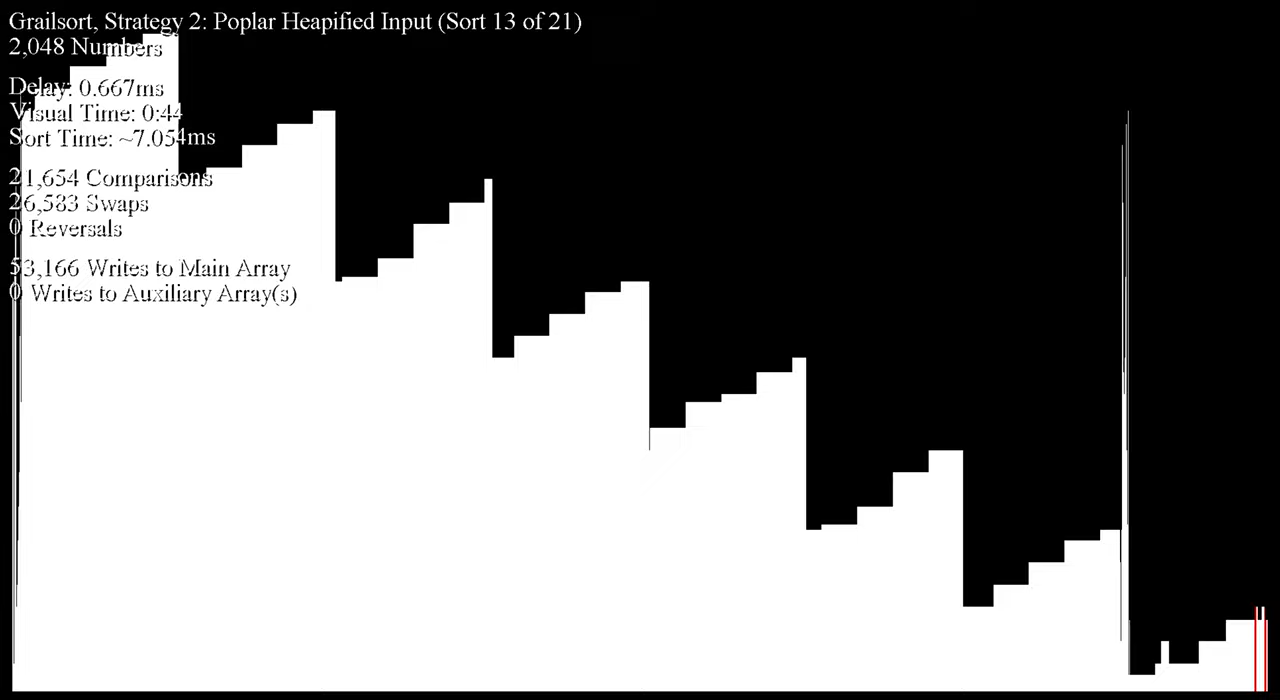 Grailsort, Strategy 2: Poplar Heapified Input (Sort 13 of 21)
2,048 Numbers
Delay: 0.667ms
Visual Time: 0:44
Sort Time: ~7.054ms
21,654 Comparisons
26,583 Swaps
0 Reversals
53,166 Writes to Main Array
0 Writes to Auxiliary Array(s)